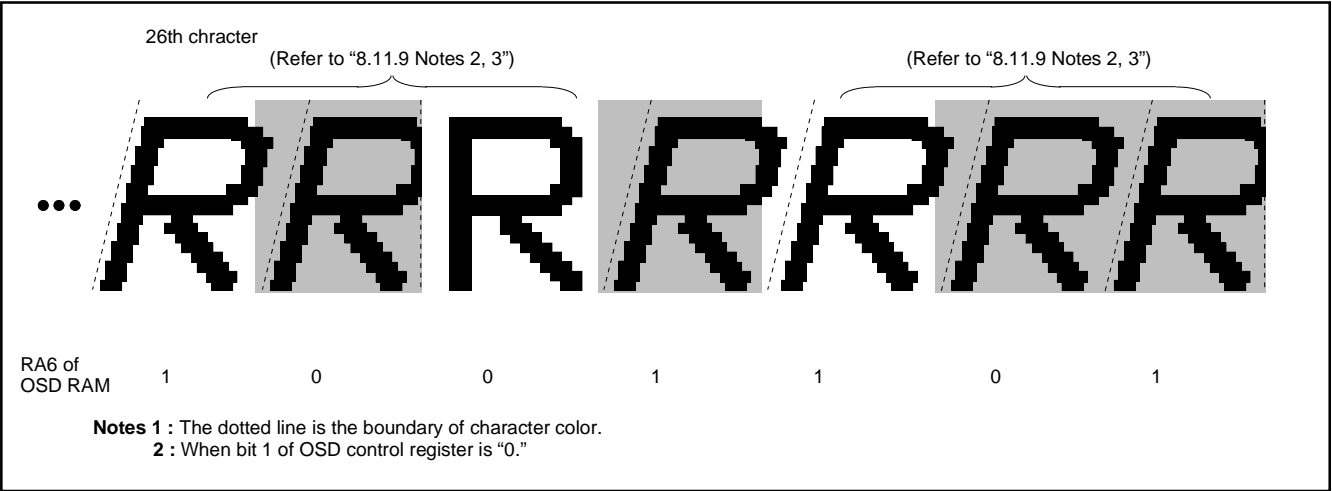 26th chracter
(Refer to “8.11.9 Notes 2, 3”) (Refer to “8.11.9 Notes 2, 3”)
••• R R R R R R R
RA6 of
OSD RAM 1 0 0 1 1 0 1
Notes 1 : The dotted line is the boundary of character color.
2 : When bit 1 of OSD control register is “0.”